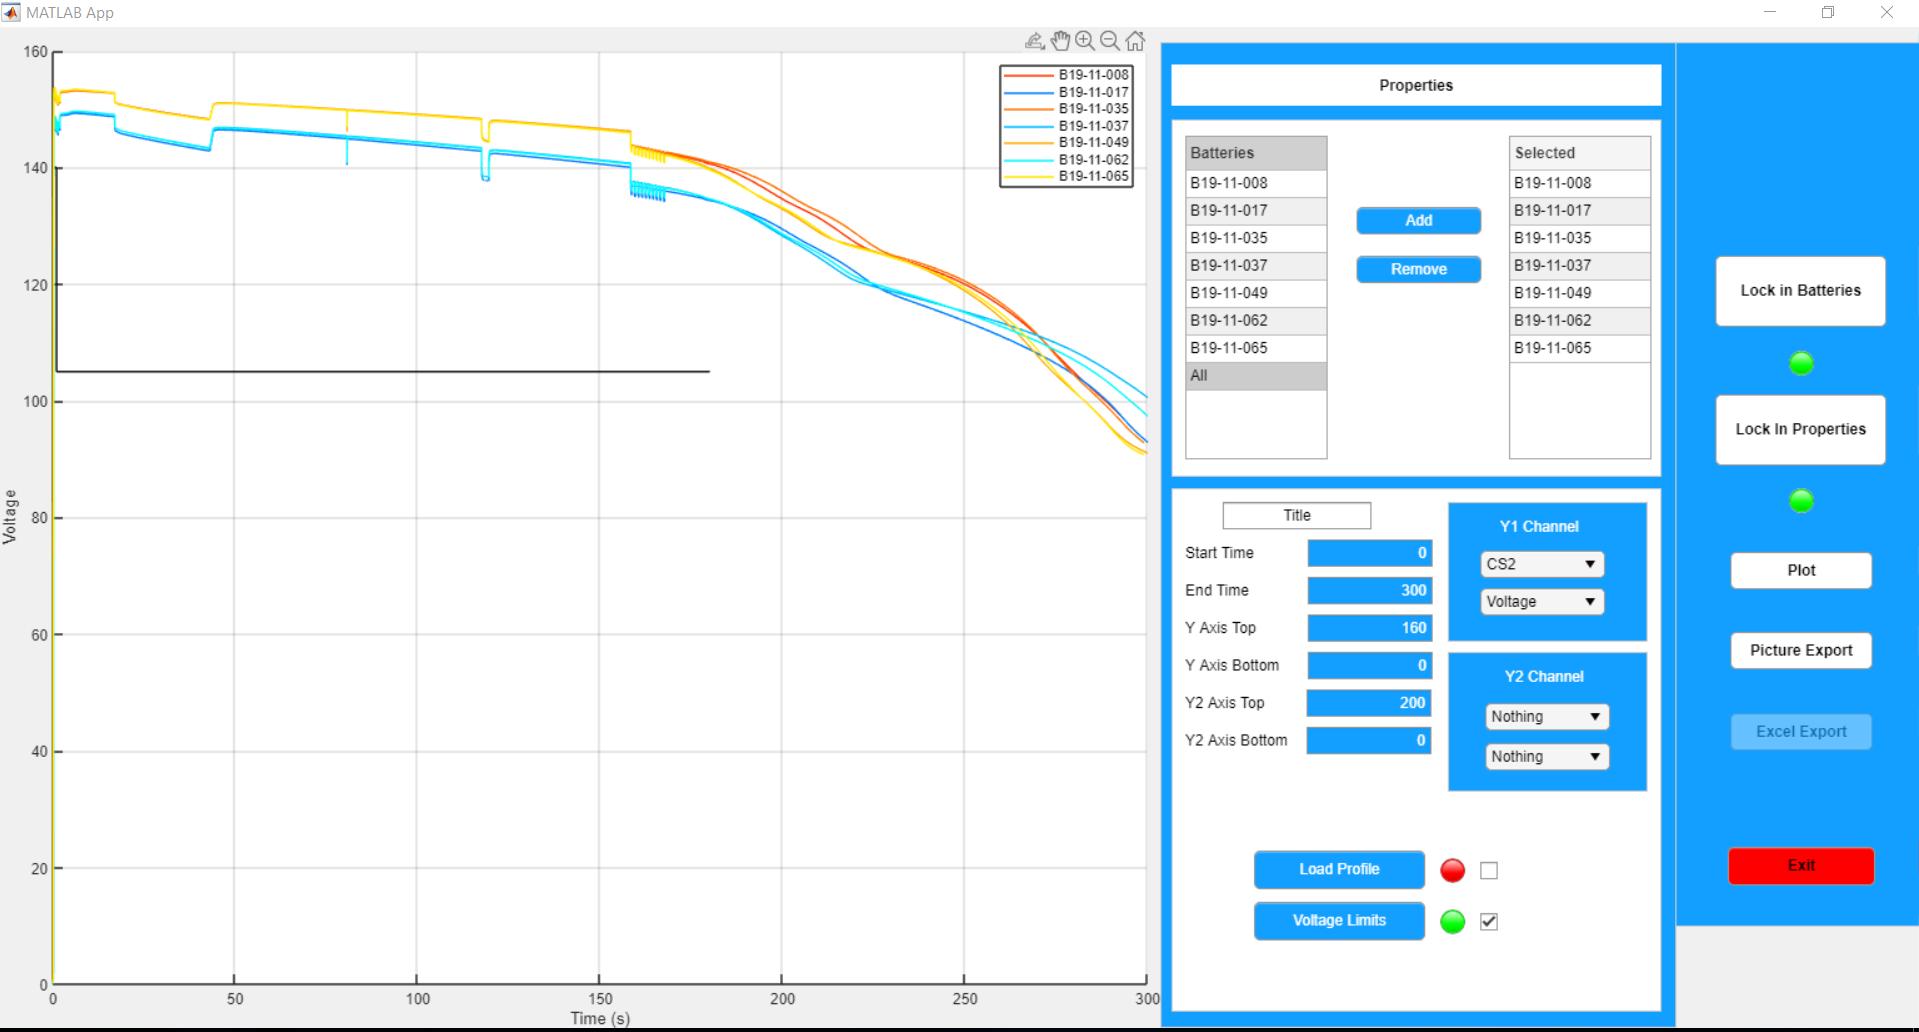 MATLAB App
160
140
120
100
80
60
40
20
0
Voltage
0 50 100 150 200 250 300
Time (s)
B19-11-008
B19-11-017
B19-11-035
B19-11-037
B19-11-049
B19-11-062
B19-11-065
Properties
Batteries
B19-11-008
B19-11-017
B19-11-035
B19-11-037
B19-11-049
B19-11-062
B19-11-065
All
Add
Remove
Selected
B19-11-008
B19-11-017
B19-11-035
B19-11-037
B19-11-049
B19-11-062
B19-11-065
Title
Start Time 0
End Time 300
Y Axis Top 160
Y Axis Bottom 0
Y2 Axis Top 200
Y2 Axis Bottom 0
Y1 Channel
CS2
Voltage
Y2 Channel
Nothing
Nothing
Load Profile
Voltage Limits
Lock in Batteries
Lock In Properties
Plot
Picture Export
Excel Export
Exit